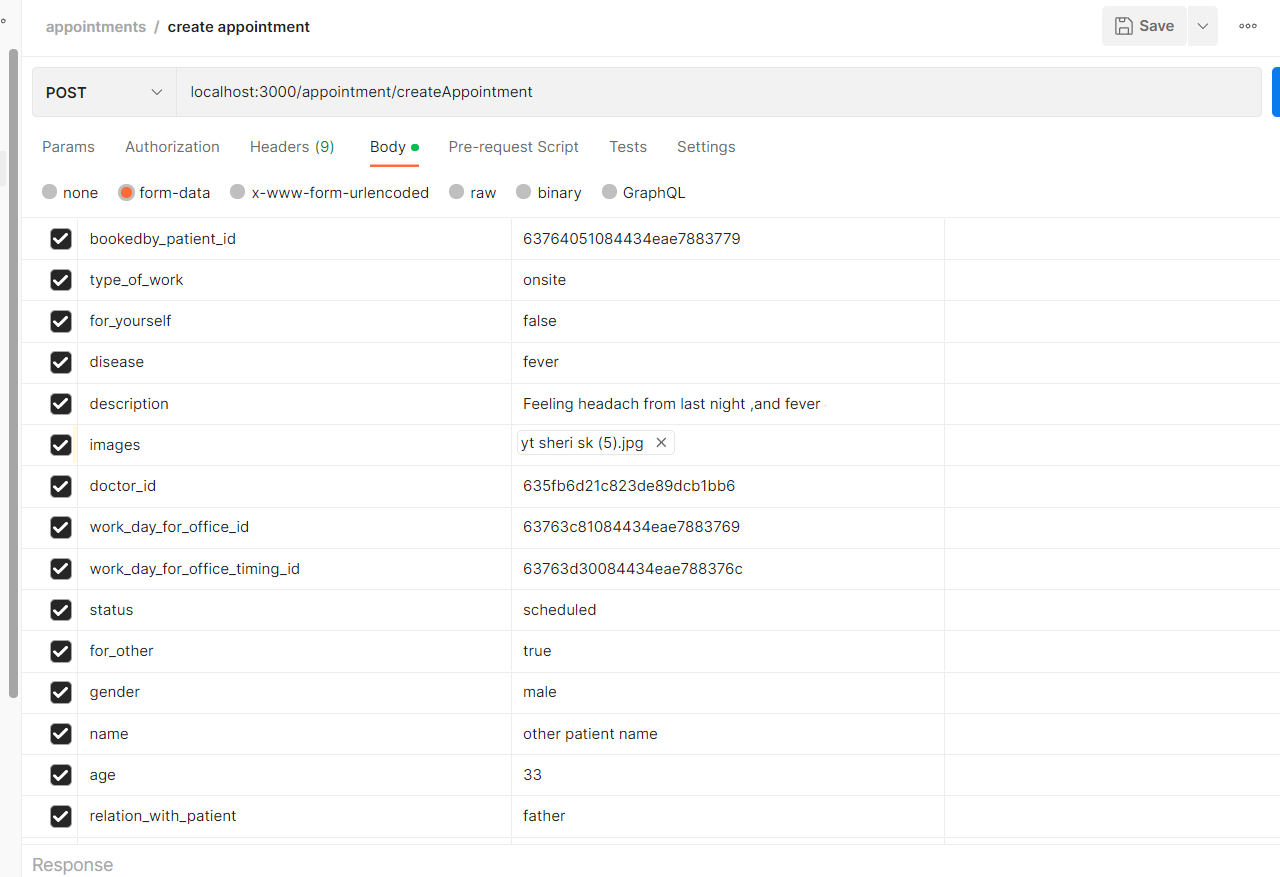 appointments / create appointment
Save
POST
localhost:3000/appointment/createAppointment
Params Authorization Headers (9) Body Pre-request Script Tests Settings
none form-data x-www-form-urlencoded raw binary GraphQL
bookedby_patient_id 63764051084434eae7883779
type_of_work onsite
for_yourself false
disease fever
description Feeling headach from last night ,and fever
images yt sheri sk (5).jpg
doctor_id 635fb6d21c823de89dcb1bb6
work_day_for_office_id 63763c81084434eae7883769
work_day_for_office_timing_id 63763d30084434eae788376c
status scheduled
for_other true
gender male
name other patient name
age 33
relation_with_patient father
Response